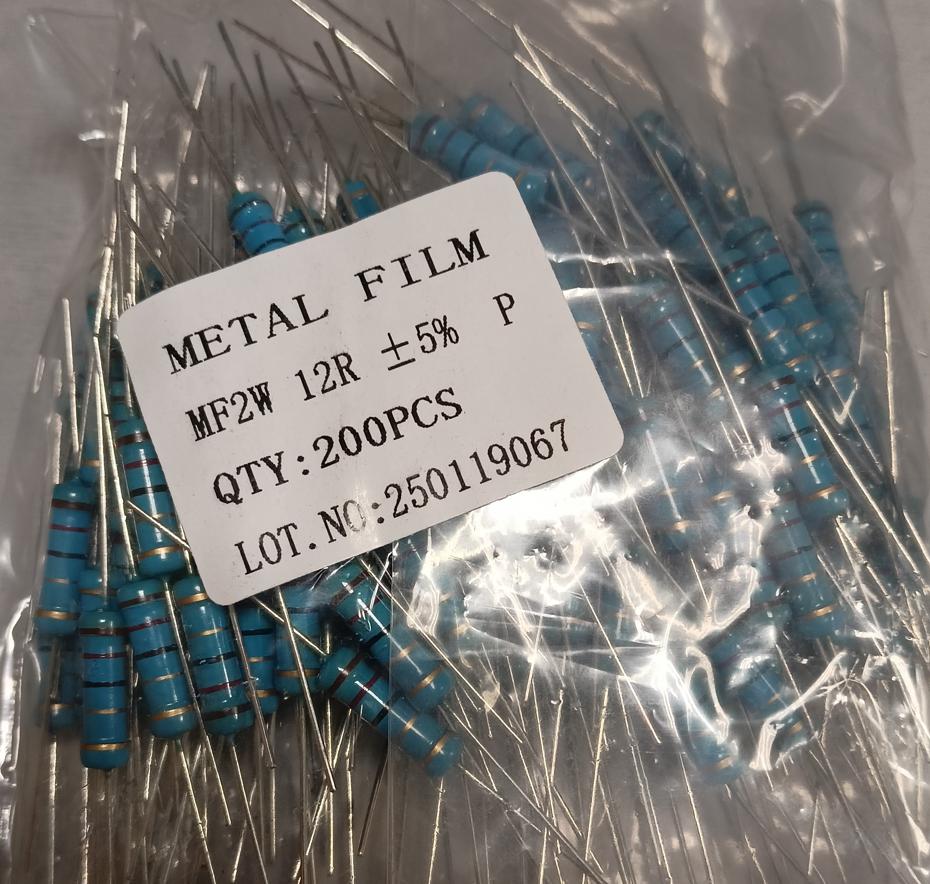 METAL FILM
MF2W 12R ±5% P
QTY:200PCS
LOT.NO:250119067